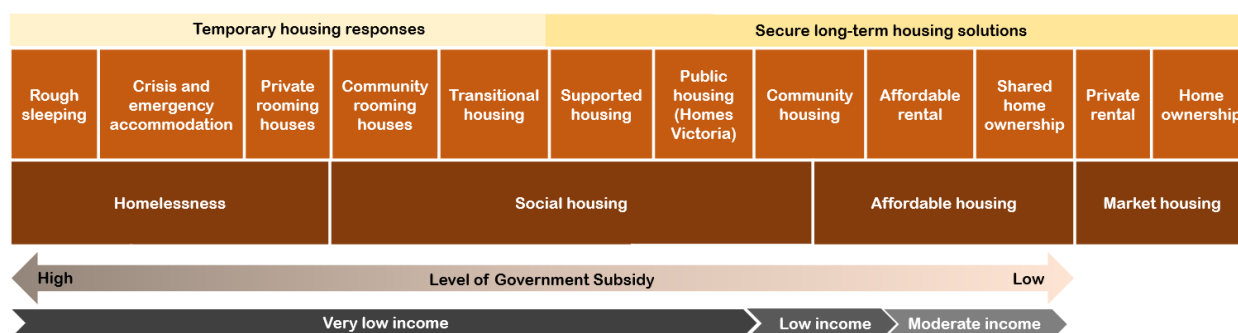 Temporary housing responses
Secure long-term housing solutions
Rough
sleeping
Crisis and
emergency
accommodation
Private
rooming
houses
Community
rooming
houses
Transitional
housing
Supported
housing
Public
housing
(Homes
Victoria)
Community
housing
Affordable
rental
Shared
home
ownership
Private
rental
Home
ownership
Homelessness
Social housing
Affordable housing
Market housing
High
Level of Government Subsidy
Low
Very low income
Low income
Moderate income